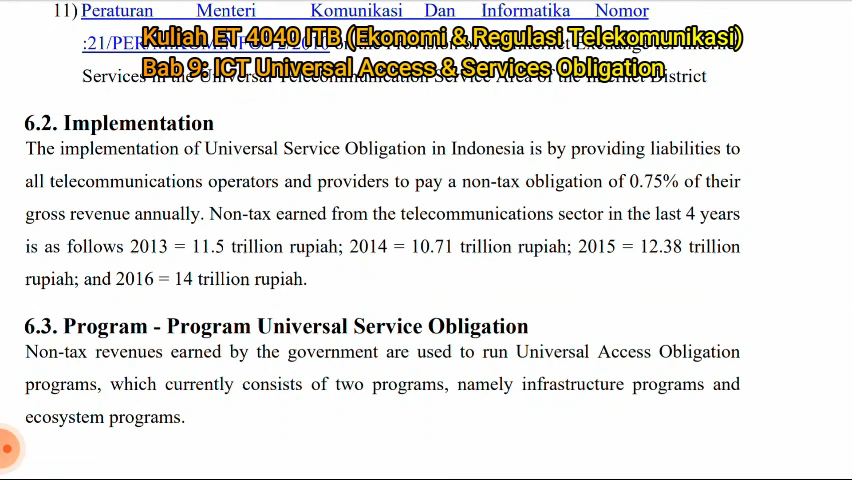 11) Peraturan Menteri Komunikasi Dan Informatika Nomor
Kuliah ET 4040 ITB (Ekonomi & Regulasi Telekomunikasi)
:21/PER/
Bab 9: ICT Universal Access & Services Obligation
Services in the Universal Telecommunication Service Area of the Internet District
6.2. Implementation
The implementation of Universal Service Obligation in Indonesia is by providing liabilities to
all telecommunications operators and providers to pay a non-tax obligation of 0.75% of their
gross revenue annually. Non-tax earned from the telecommunications sector in the last 4 years
is as follows 2013 = 11.5 trillion rupiah; 2014 = 10.71 trillion rupiah; 2015 = 12.38 trillion
rupiah; and 2016 = 14 trillion rupiah.
6.3. Program - Program Universal Service Obligation
Non-tax revenues earned by the government are used to run Universal Access Obligation
programs, which currently consists of two programs, namely infrastructure programs and
ecosystem programs.